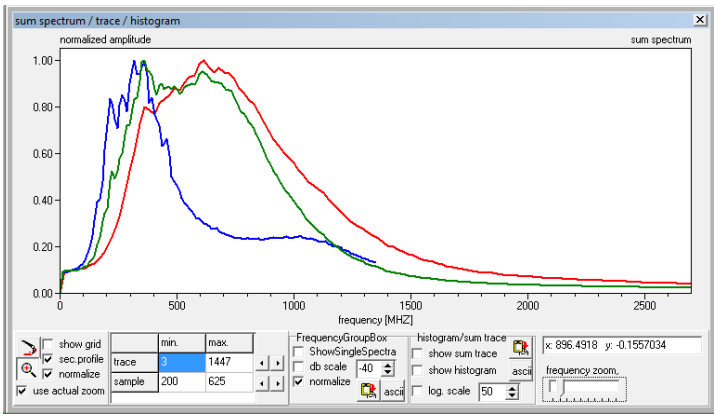 sum spectrum / trace / histogram
normalized amplitude
sum spectrum
1.00
0.80
0.60
0.40
0.20
0.00
0 500 1000 1500 2000 2500
frequency [MHZ]
show grid
sec.profile
normalize
use actual zoom
min. max.
trace 3 1447
sample 200 625
FrequencyGroupBox
ShowSingleSpectra
db scale -40
normalize
ascii
histogram/sum trace
show sum trace
show histogram
ascii
log. scale 50
x: 896.4918 y: -0.1557034
frequency zoom,